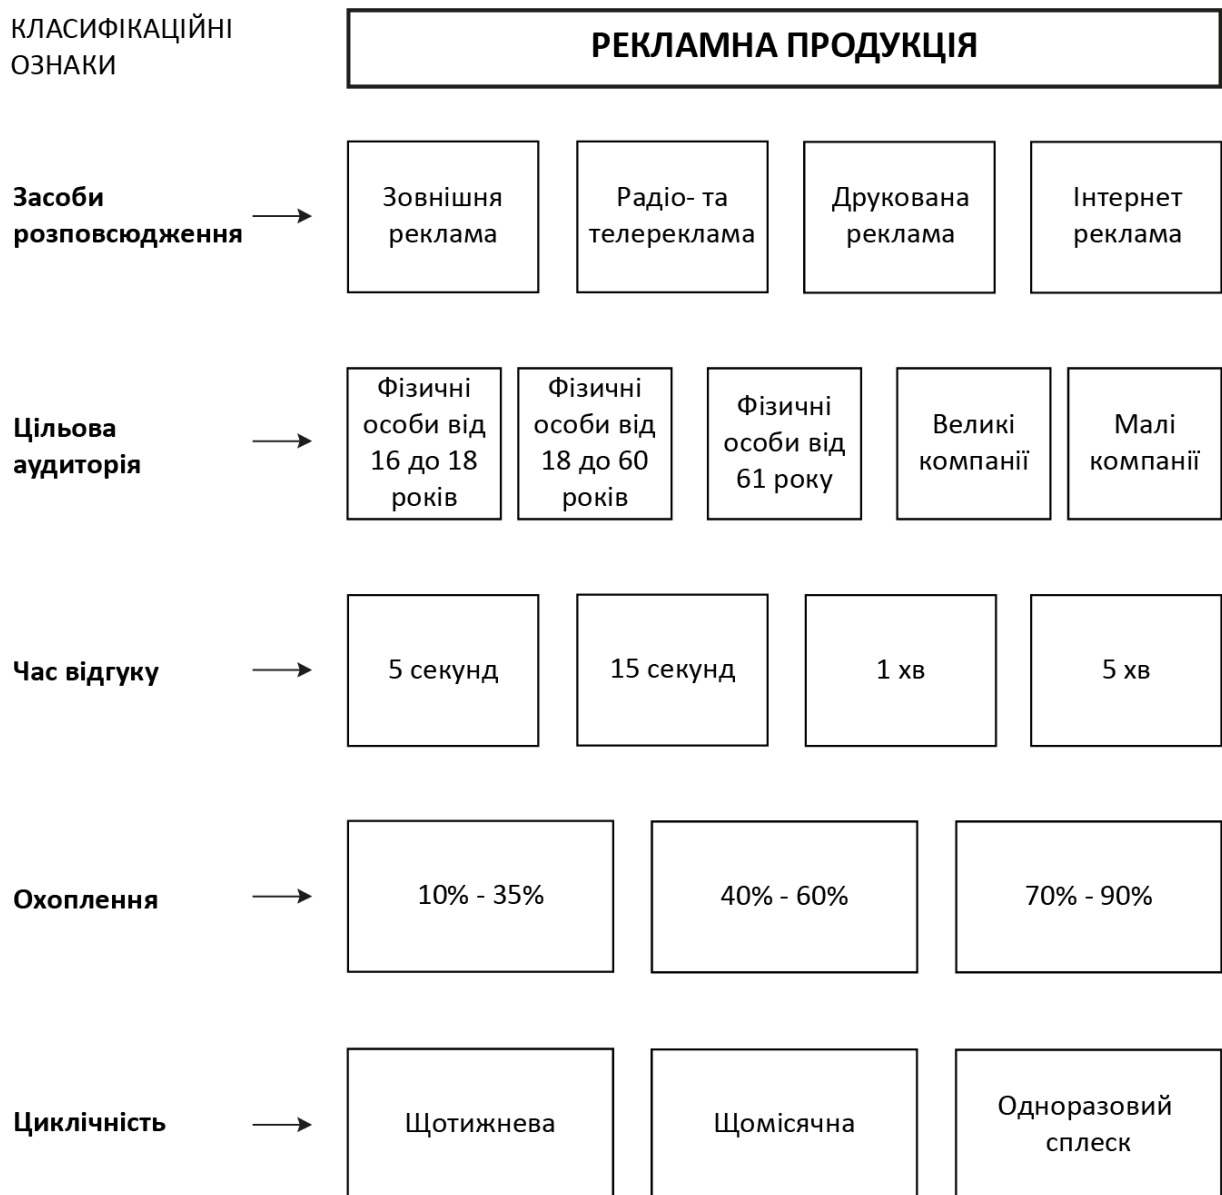 КЛАСИФІКАЦІЙНІ
ОЗНАКИ
РЕКЛАМНА ПРОДУКЦІЯ
Засоби
розповсюдження
Зовнішня
реклама
Радіо- та
телереклама
Друкована
реклама
Інтернет
реклама
Цільова
аудиторія
Фізичні
особи від
16 до 18
років
Фізичні
особи від
18 до 60
років
Фізичні
особи від
61 року
Великі
компанії
Малі
компанії
Час відгуку
5 секунд
15 секунд
1 хв
5 хв
Охоплення
10% - 35%
40% - 60%
70% - 90%
Циклічність
Щотижнева
Щомісячна
Одноразовий
сплеск